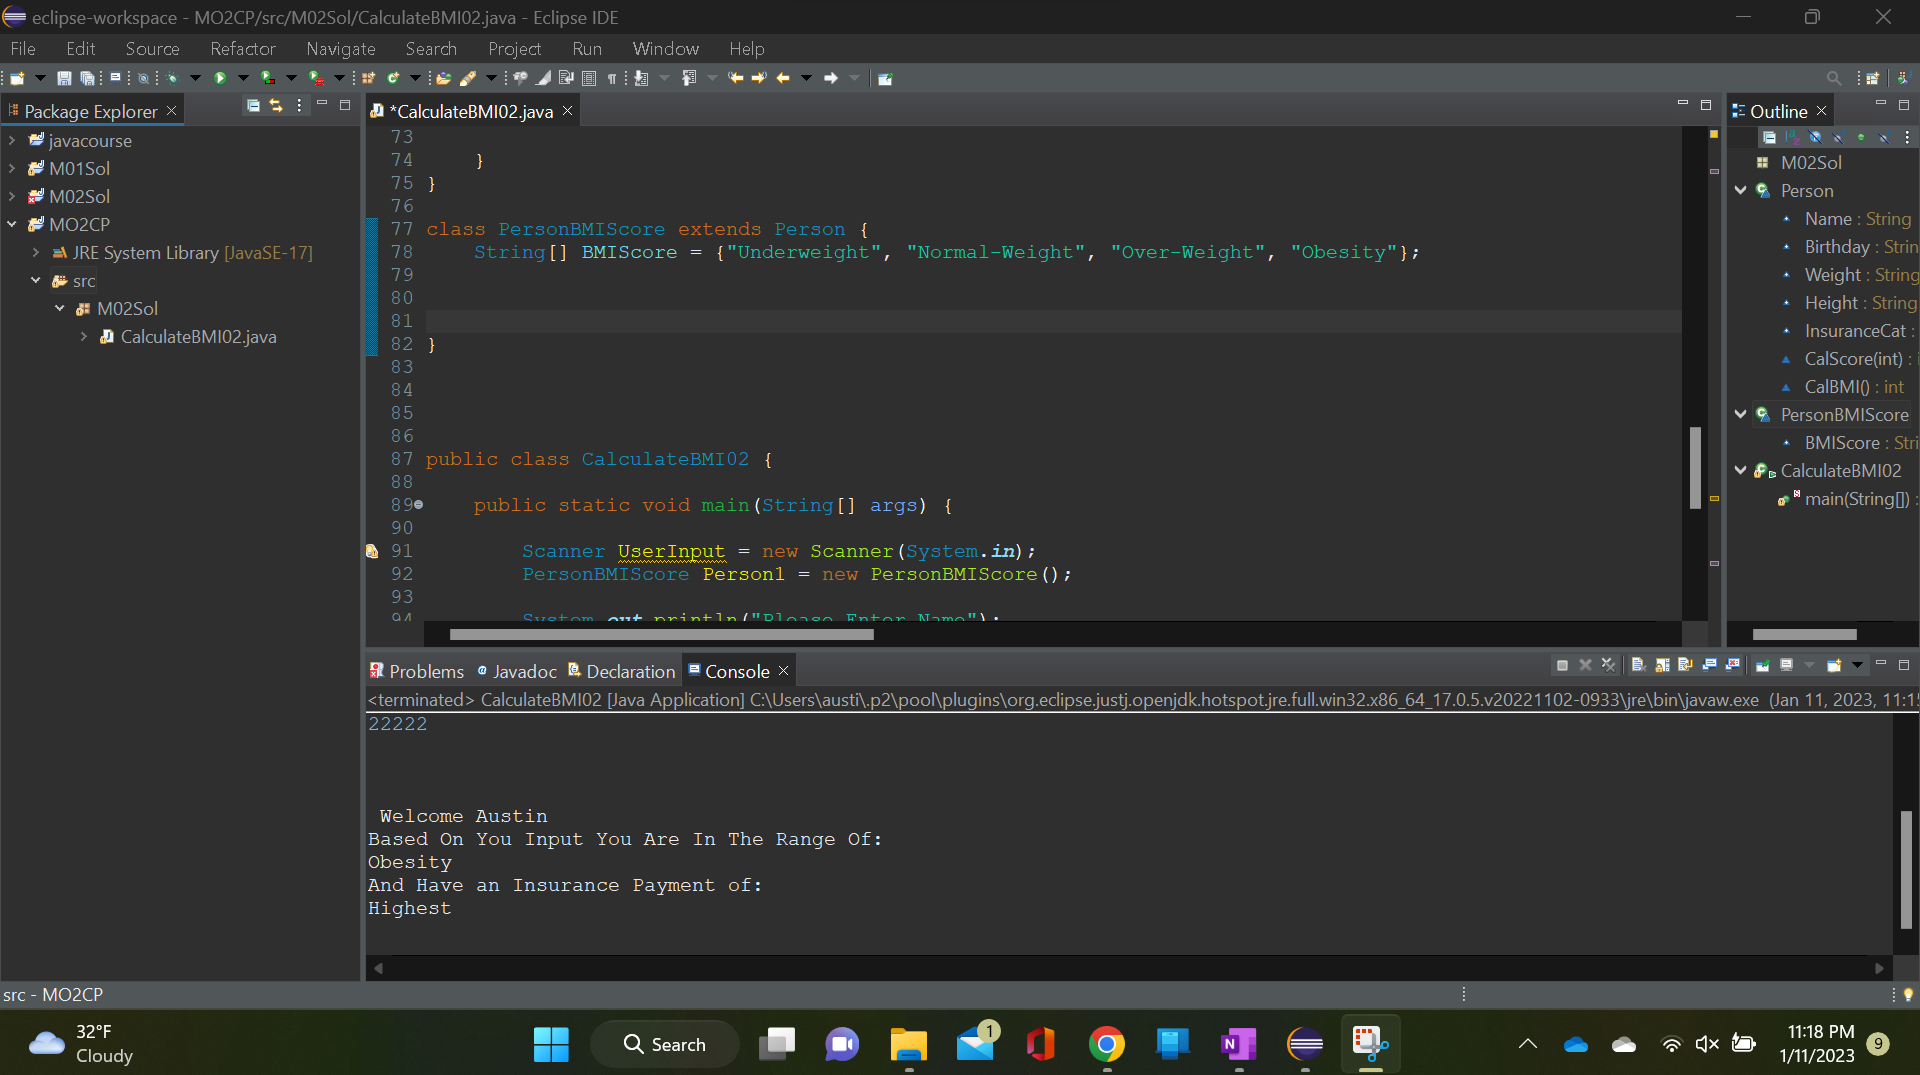 eclipse-workspace - MO2CP/src/M02Sol/CalculateBMI02.java - Eclipse IDE
File Edit Source Refactor Navigate Search Project Run Window Help
Package Explorer
javacourse
M01Sol
M02Sol
MO2CP
JRE System Library [JavaSE-17]
src
M02Sol
CalculateBMI02.java
*CalculateBMI02.java
73
74 }
75 }
76
77 class PersonBMIScore extends Person {
78 String[] BMIScore = {"Underweight", "Normal-Weight", "Over-Weight", "Obesity"};
79
80
81
82 }
83
84
85
86
87 public class CalculateBMI02 {
88
89 public static void main(String[] args) {
90
91 Scanner UserInput = new Scanner(System.in);
92 PersonBMIScore Person1 = new PersonBMIScore();
93
94 System.out.println("Please Enter Name");
Outline
M02Sol
Person
Name : String
Birthday : Strin
Weight : String
Height : String
InsuranceCat :
CalScore(int) : i
CalBMI() : int
PersonBMIScore
BMIScore : Stri
CalculateBMI02
main(String[]) :
Problems Javadoc Declaration Console
<terminated> CalculateBMI02 [Java Application] C:\Users\austi\.p2\pool\plugins\org.eclipse.justj.openjdk.hotspot.jre.full.win32.x86_64_17.0.5.v20221102-0933\jre\bin\javaw.exe (Jan 11, 2023, 11:1
22222
Welcome Austin
Based On You Input You Are In The Range Of:
Obesity
And Have an Insurance Payment of:
Highest
src - MO2CP
32°F
Cloudy
Search
1
11:18 PM
1/11/2023
9